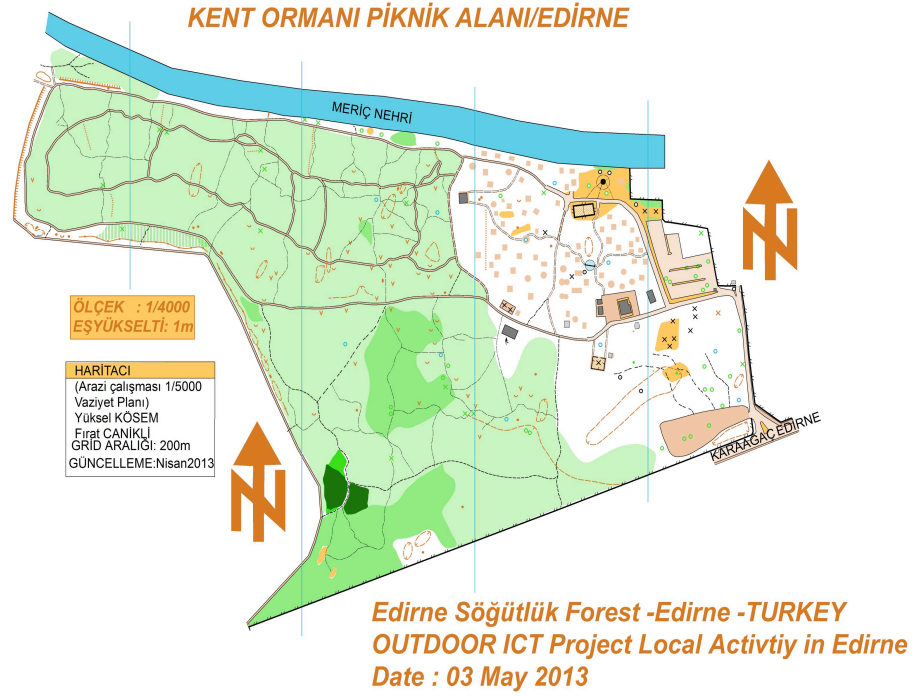 KENT ORMANI PİKNİK ALANI/EDİRNE
MERİÇ NEHRİ
N
ÖLÇEK : 1/4000
EŞYÜKSELTİ: 1m
HARİTACI
(Arazi çalışması 1/5000
Vaziyet Planı)
Yüksel KÖSEM
Fırat CANİKLİ
GRİD ARALIĞI: 200m
GÜNCELLEME:Nisan2013
KARAAGAÇ EDİRNE
N
Edirne Söğütlük Forest -Edirne -TURKEY
OUTDOOR ICT Project Local Activtiy in Edirne
Date : 03 May 2013